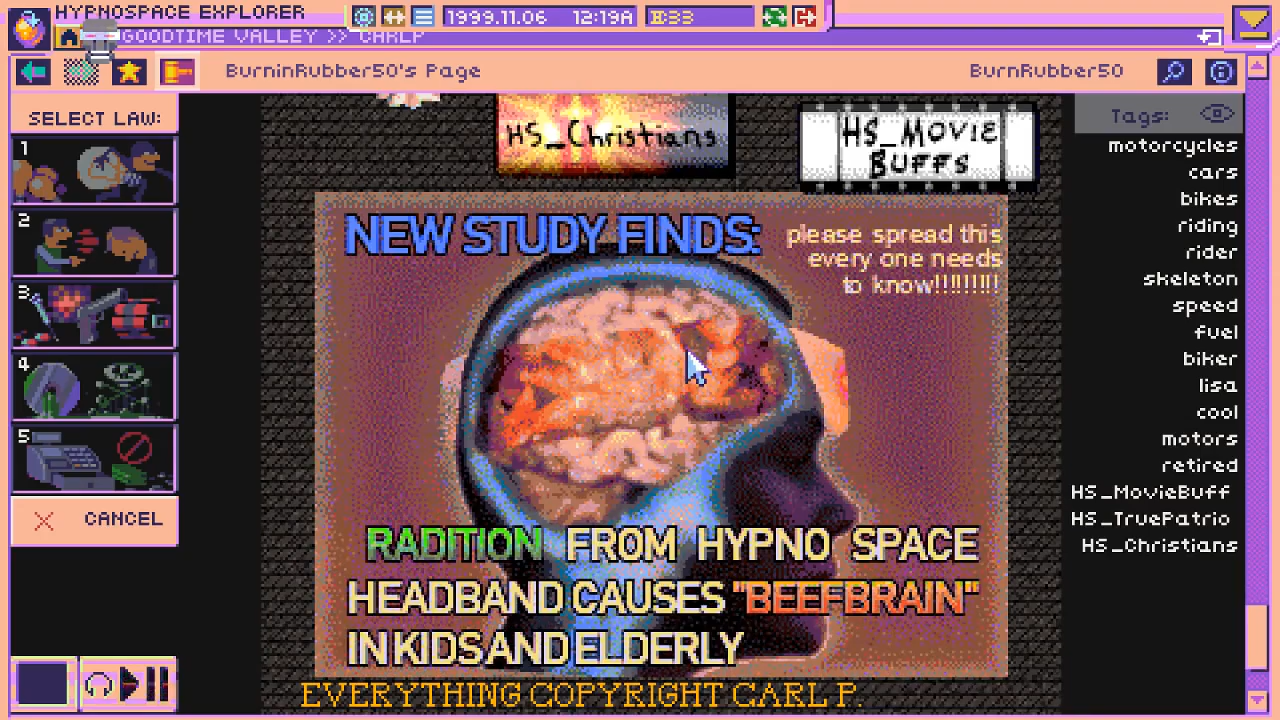 HYPNOSPACE EXPLORER
1999.11.06 12:19A
33
GOODTIME VALLEY >> CARLP
BurninRubber50's Page
BurnRubber50
SELECT LAW:
1
2
3
4
5
CANCEL
HS_Christians
HS_MOVIE
BUFFS
NEW STUDY FINDS:
please spread this
every one needs
to know!!!!!!!!!
RADITION FROM HYPNO SPACE
HEADBAND CAUSES "BEEFBRAIN"
IN KIDS AND ELDERLY
EVERYTHING COPYRIGHT CARL P.
Tags:
motorcycles
cars
bikes
riding
rider
skeleton
speed
fuel
biker
lisa
cool
motors
retired
HS_MovieBuff
HS_TruePatrio
HS_Christians